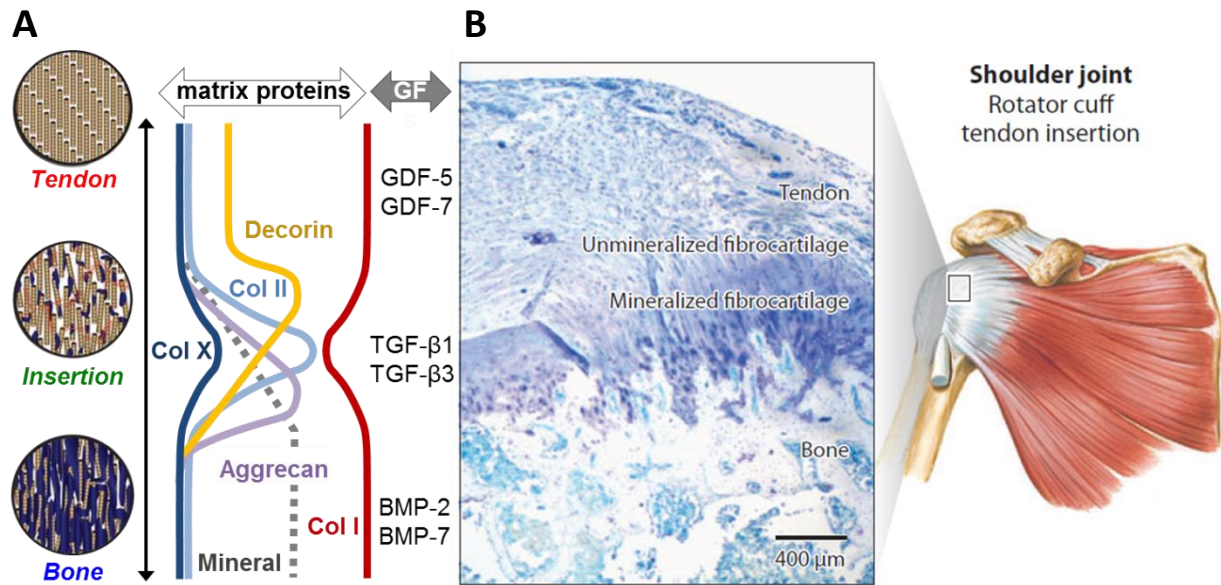 A
B
matrix proteins
GF
s
Tendon
GDF-5
GDF-7
Decorin
Col II
Col X
Insertion
TGF-β1
TGF-β3
Aggrecan
Col I
BMP-2
BMP-7
Mineral
Bone
Tendon
Unmineralized fibrocartilage
Mineralized fibrocartilage
Bone
400 μm
Shoulder joint
Rotator cuff
tendon insertion